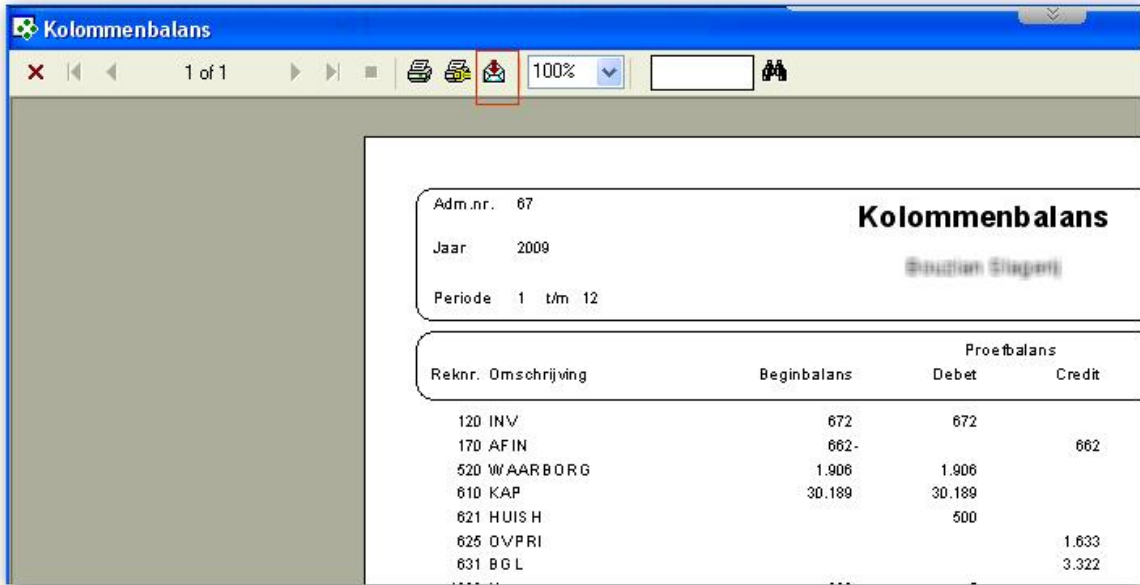 Kolommenbalans
1 of 1 100%
Adm.nr. 67
Kolommenbalans
Jaar 2009
Periode 1 t/m 12
Proefbalans
Reknr. Omschrijving Beginbalans Debet Credit
120 INV 672 672
170 AFIN 662- 662
520 WAARBORG 1.906 1.906
610 KAP 30.189 30.189
621 HUISH 500
625 OVPRI 1.633
631 BGL 3.322